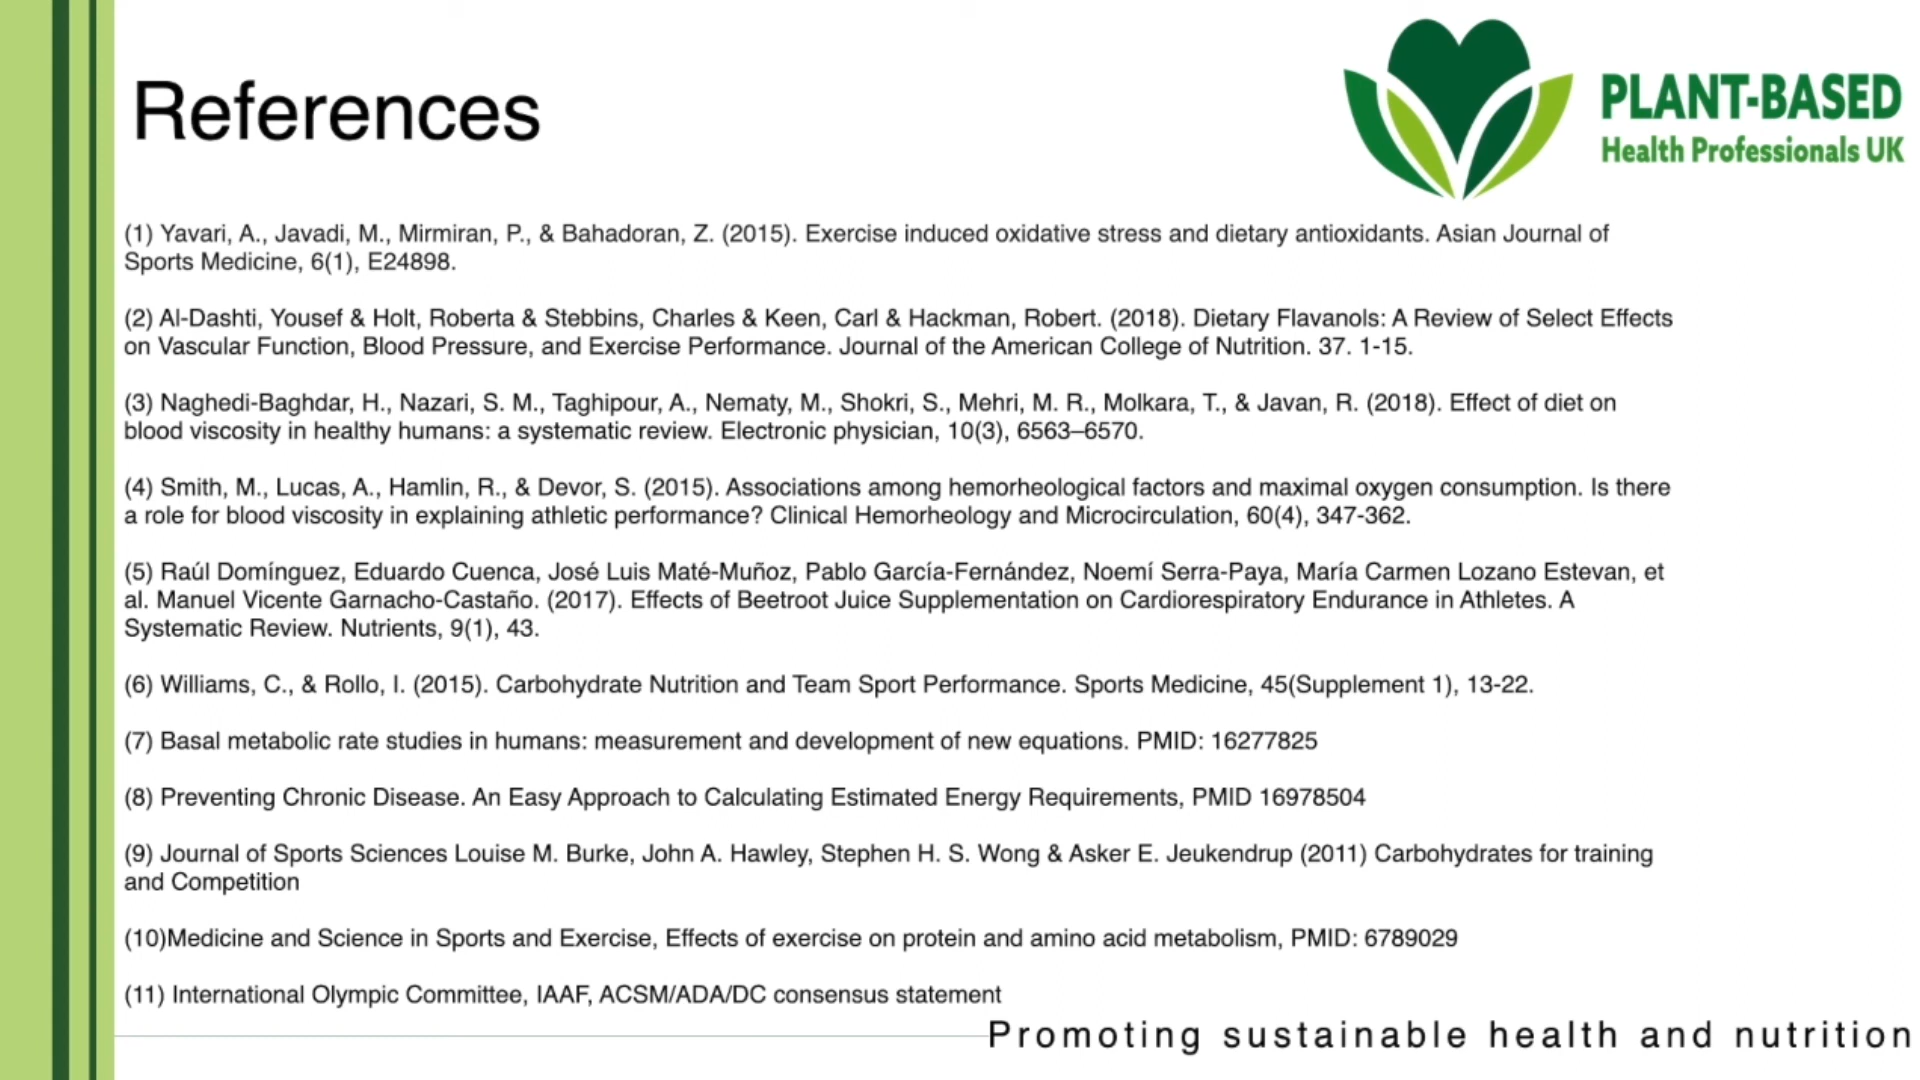 References
PLANT-BASED
Health Professionals UK
(1) Yavari, A., Javadi, M., Mirmiran, P., & Bahadoran, Z. (2015). Exercise induced oxidative stress and dietary antioxidants. Asian Journal of
Sports Medicine, 6(1), E24898.
(2) Al-Dashti, Yousef & Holt, Roberta & Stebbins, Charles & Keen, Carl & Hackman, Robert. (2018). Dietary Flavanols: A Review of Select Effects
on Vascular Function, Blood Pressure, and Exercise Performance. Journal of the American College of Nutrition. 37. 1-15.
(3) Naghedi-Baghdar, H., Nazari, S. M., Taghipour, A., Nematy, M., Shokri, S., Mehri, M. R., Molkara, T., & Javan, R. (2018). Effect of diet on
blood viscosity in healthy humans: a systematic review. Electronic physician, 10(3), 6563–6570.
(4) Smith, M., Lucas, A., Hamlin, R., & Devor, S. (2015). Associations among hemorheological factors and maximal oxygen consumption. Is there
a role for blood viscosity in explaining athletic performance? Clinical Hemorheology and Microcirculation, 60(4), 347-362.
(5) Raúl Domínguez, Eduardo Cuenca, José Luis Maté-Muñoz, Pablo García-Fernández, Noemí Serra-Paya, María Carmen Lozano Estevan, et
al. Manuel Vicente Garnacho-Castaño. (2017). Effects of Beetroot Juice Supplementation on Cardiorespiratory Endurance in Athletes. A
Systematic Review. Nutrients, 9(1), 43.
(6) Williams, C., & Rollo, I. (2015). Carbohydrate Nutrition and Team Sport Performance. Sports Medicine, 45(Supplement 1), 13-22.
(7) Basal metabolic rate studies in humans: measurement and development of new equations. PMID: 16277825
(8) Preventing Chronic Disease. An Easy Approach to Calculating Estimated Energy Requirements, PMID 16978504
(9) Journal of Sports Sciences Louise M. Burke, John A. Hawley, Stephen H. S. Wong & Asker E. Jeukendrup (2011) Carbohydrates for training
and Competition
(10)Medicine and Science in Sports and Exercise, Effects of exercise on protein and amino acid metabolism, PMID: 6789029
(11) International Olympic Committee, IAAF, ACSM/ADA/DC consensus statement
Promoting sustainable health and nutrition